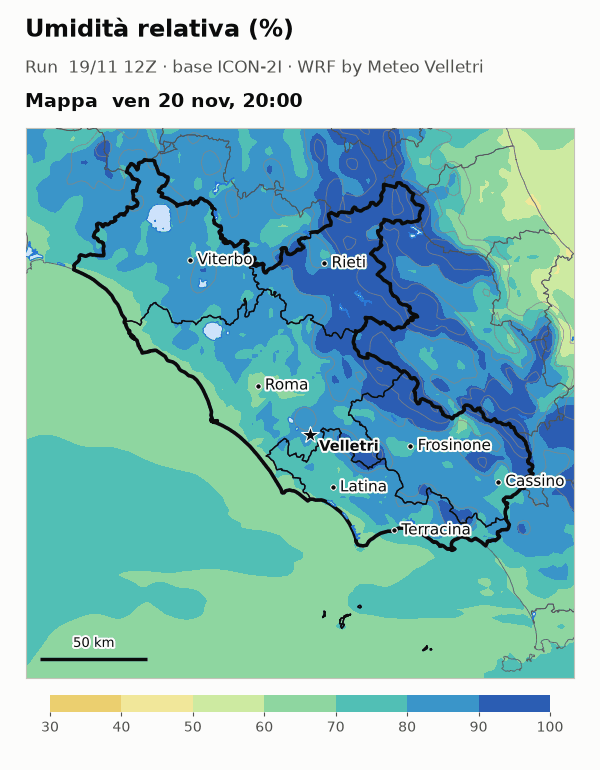 Umidità relativa (%)
Run  19/11 12Z · base ICON-2I · WRF by Meteo Velletri
Mappa  ven 20 nov, 20:00
Viterbo
Rieti
Roma
Velletri
Frosinone
Cassino
Latina
Terracina
50 km
30 40 50 60 70 80 90 100